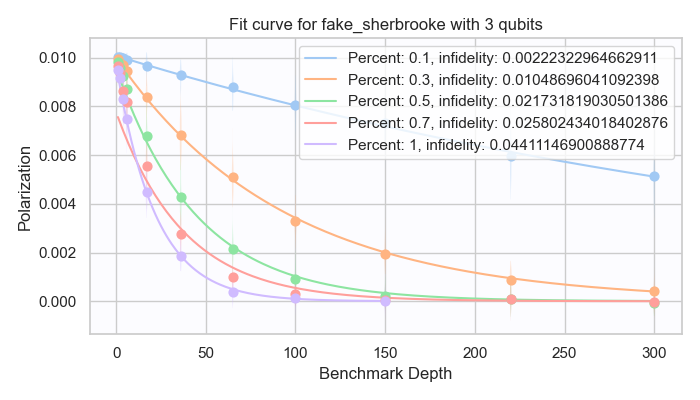 Fit curve for fake_sherbrooke with 3 qubits
Polarization
0.010
0.008
0.006
0.004
0.002
0.000
Percent: 0.1, infidelity: 0.00222322964662911
Percent: 0.3, infidelity: 0.01048696041092398
Percent: 0.5, infidelity: 0.021731819030501386
Percent: 0.7, infidelity: 0.025802434018402876
Percent: 1, infidelity: 0.04411146900888774
0 50 100 150 200 250 300
Benchmark Depth